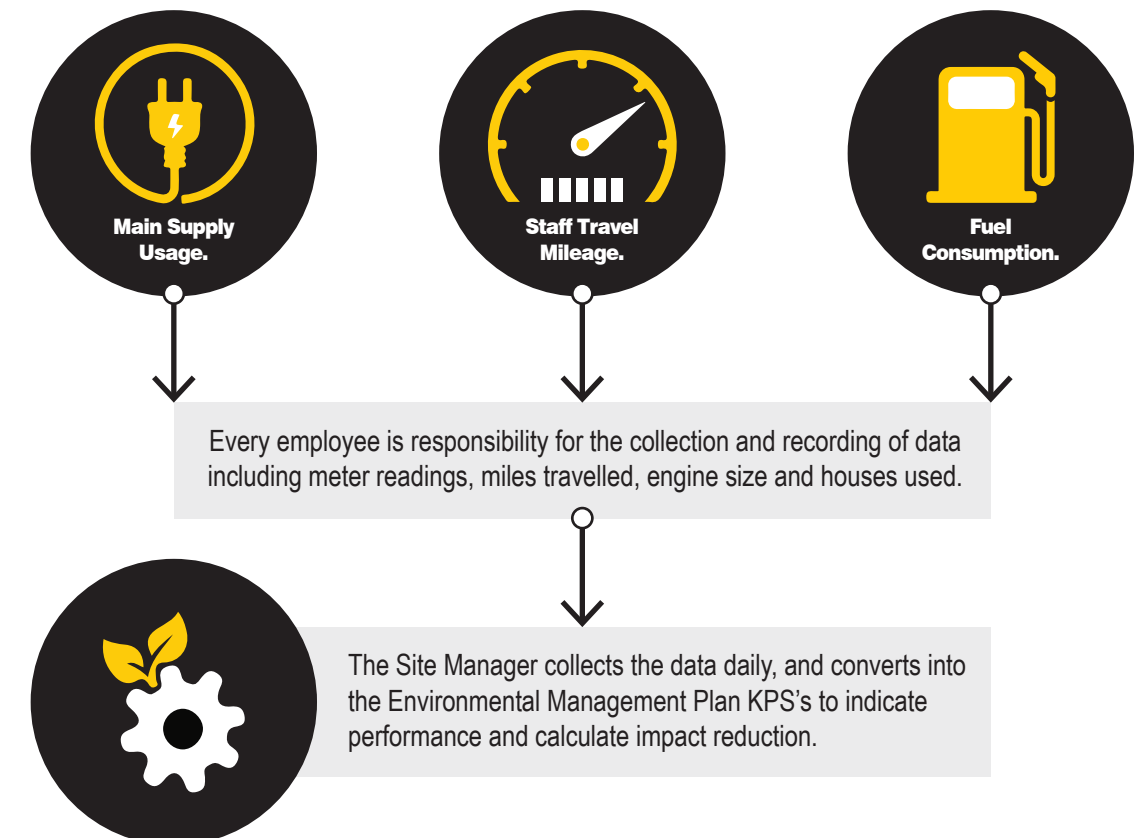 Main Supply
Usage.
Staff Travel
Mileage.
Fuel
Consumption.
Every employee is responsibility for the collection and recording of data
including meter readings, miles travelled, engine size and houses used.
The Site Manager collects the data daily, and converts into
the Environmental Management Plan KPS’s to indicate
performance and calculate impact reduction.